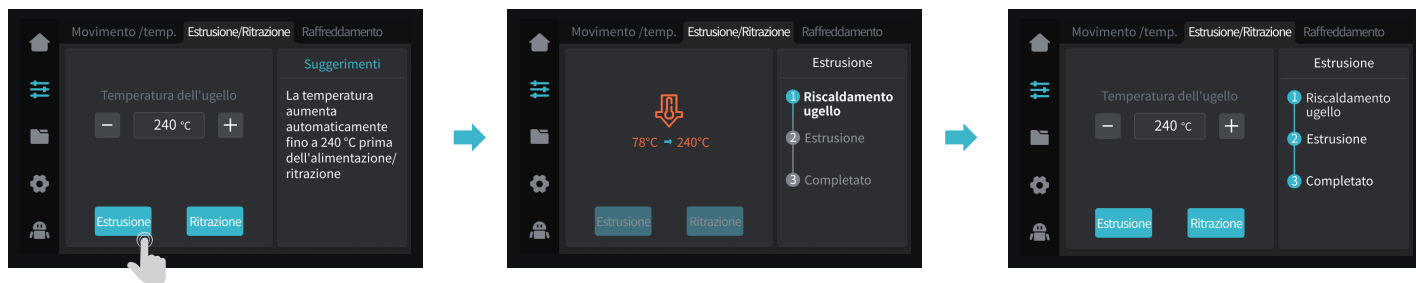 Movimento /temp. Estrusione/Ritrazione Raffreddamento
Suggerimenti
Temperatura dell'ugello
− 240 °C +
La temperatura
aumenta
automaticamente
fino a 240 °C prima
dell'alimentazione/
ritrazione
Estrusione Ritrazione
Movimento /temp. Estrusione/Ritrazione Raffreddamento
Estrusione
78°C → 240°C
1 Riscaldamento
ugello
2 Estrusione
3 Completato
Estrusione Ritrazione
Movimento /temp. Estrusione/Ritrazione Raffreddamento
Estrusione
Temperatura dell'ugello
− 240 °C +
1 Riscaldamento
ugello
2 Estrusione
3 Completato
Estrusione Ritrazione